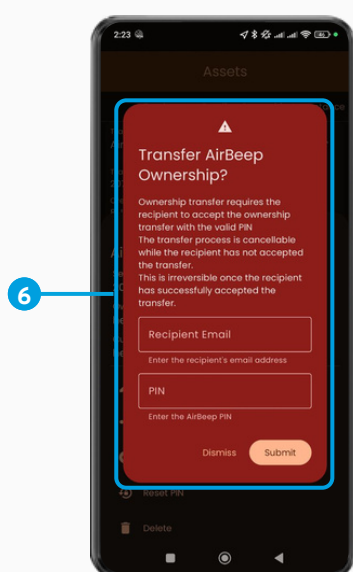 2:23
Assets
Transfer AirBeep
Ownership?
Ownership transfer requires the
recipient to accept the ownership
transfer with the valid PIN
The transfer process is cancellable
while the recipient has not accepted
the transfer.
This is irreversible once the recipient
has successfully accepted the
transfer.
6
Recipient Email
Enter the recipient's email address
PIN
Enter the AirBeep PIN
Dismiss
Submit
Reset PIN
Delete